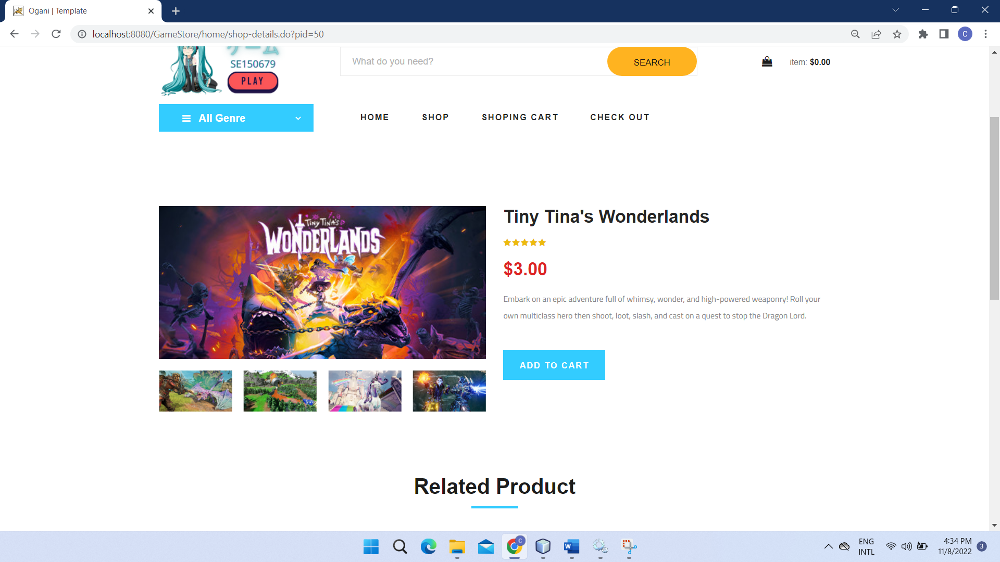 Ogani | Template
localhost:8080/GameStore/home/shop-details.do?pid=50
C
ゲーム
SE150679
PLAY
What do you need?
SEARCH
item: $0.00
All Genre
HOME
SHOP
SHOPING CART
CHECK OUT
TINY TINA'S
WONDERLANDS
Tiny Tina's Wonderlands
$3.00
Embark on an epic adventure full of whimsy, wonder, and high-powered weaponry! Roll your
own multiclass hero then shoot, loot, slash, and cast on a quest to stop the Dragon Lord.
ADD TO CART
Related Product
C
W
ENG
INTL
4:34 PM
11/8/2022
3